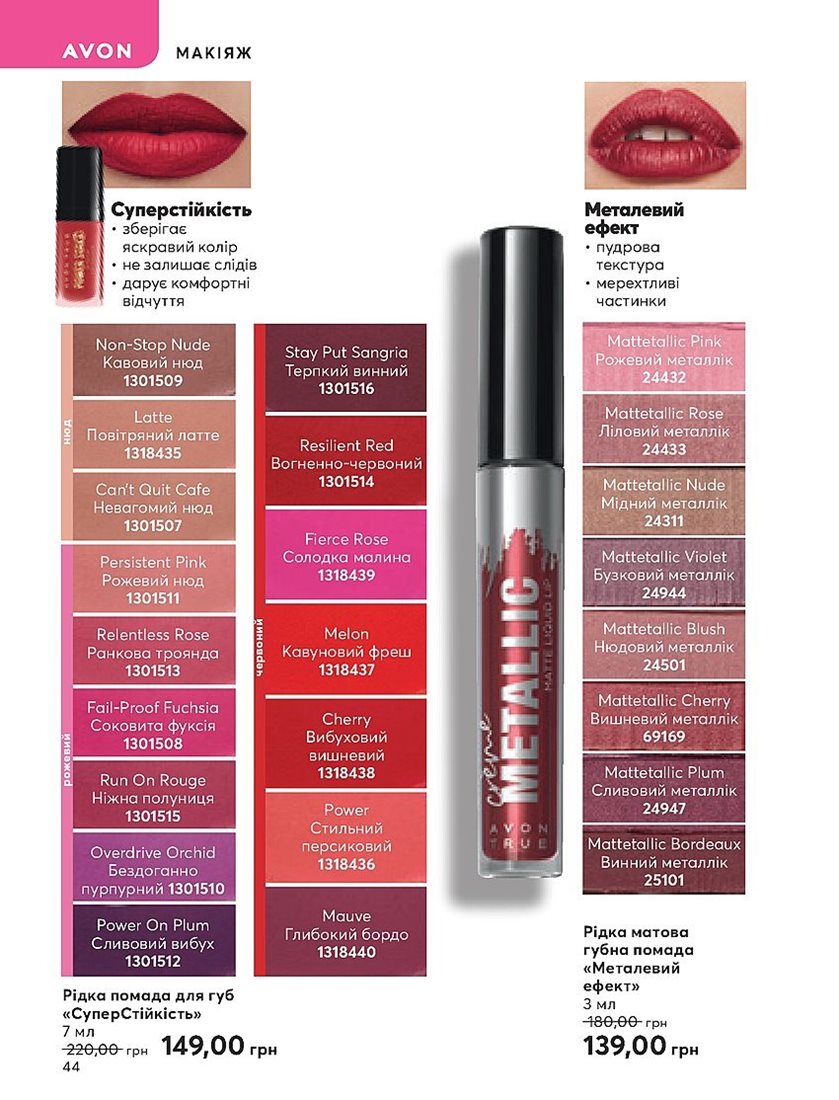 AVON
МАКІЯЖ
Суперстійкість
• зберігає
яскравий колір
• не залишає слідів
• дарує комфортні
відчуття
Металевий
ефект
• пудрова
текстура
• мерехтливі
частинки
нюд
Non-Stop Nude
Кавовий нюд
1301509
Latte
Повітряний латте
1318435
Can't Quit Cafe
Невагомий нюд
1301507
рожевий
Persistent Pink
Рожевий нюд
1301511
Relentless Rose
Ранкова троянда
1301513
Fail-Proof Fuchsia
Соковита фуксія
1301508
Run On Rouge
Ніжна полуниця
1301515
Overdrive Orchid
Бездоганно
пурпурний 1301510
Power On Plum
Сливовий вибух
1301512
червоний
Stay Put Sangria
Терпкий винний
1301516
Resilient Red
Вогненно-червоний
1301514
Fierce Rose
Солодка малина
1318439
Melon
Кавуновий фреш
1318437
Cherry
Вибуховий
вишневий
1318438
Power
Стильний
персиковий
1318436
Mauve
Глибокий бордо
1318440
creme
METALLIC
MATTE LIQUID LIP
AVON
TRUE
Mattetallic Pink
Рожевий металлік
24432
Mattetallic Rose
Ліловий металлік
24433
Mattetallic Nude
Мідний металлік
24311
Mattetallic Violet
Бузковий металлік
24944
Mattetallic Blush
Нюдовий металлік
24501
Mattetallic Cherry
Вишневий металлік
69169
Mattetallic Plum
Сливовий металлік
24947
Mattetallic Bordeaux
Винний металлік
25101
Рідка помада для губ
«СуперСтійкість»
7 мл
220,00 грн 149,00 грн
Рідка матова
губна помада
«Металевий
ефект»
3 мл
180,00 грн
139,00 грн
44